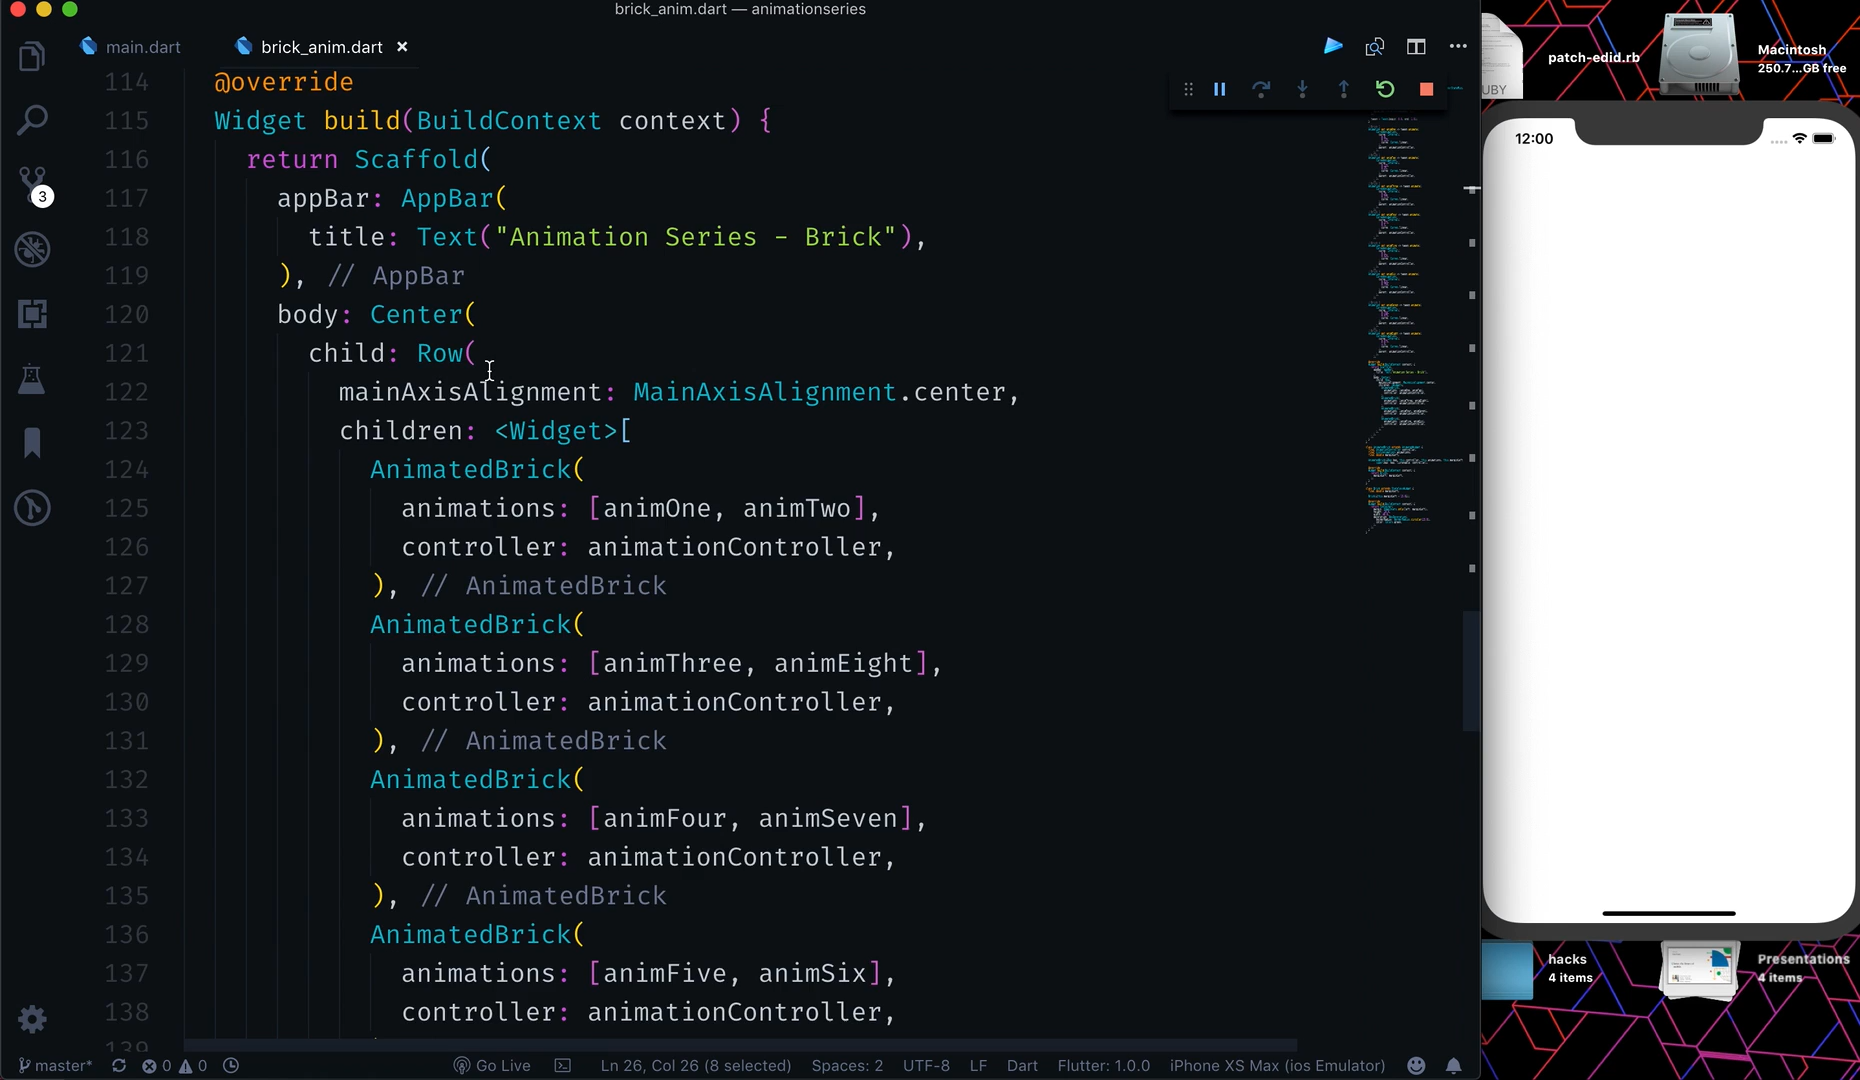 brick_anim.dart — animationseries
main.dart
brick_anim.dart
114 @override
115 Widget build(BuildContext context) {
116 return Scaffold(
117 appBar: AppBar(
118 title: Text("Animation Series - Brick"),
119 ), // AppBar
120 body: Center(
121 child: Row(
122 mainAxisAlignment: MainAxisAlignment.center,
123 children: <Widget>[
124 AnimatedBrick(
125 animations: [animOne, animTwo],
126 controller: animationController,
127 ), // AnimatedBrick
128 AnimatedBrick(
129 animations: [animThree, animEight],
130 controller: animationController,
131 ), // AnimatedBrick
132 AnimatedBrick(
133 animations: [animFour, animSeven],
134 controller: animationController,
135 ), // AnimatedBrick
136 AnimatedBrick(
137 animations: [animFive, animSix],
138 controller: animationController,
139
3
master*
0
0
Go Live
Ln 26, Col 26 (8 selected)
Spaces: 2
UTF-8
LF
Dart
Flutter: 1.0.0
iPhone XS Max (ios Emulator)
UBY
patch-edid.rb
Macintosh
250.7...GB free
12:00
hacks
4 items
Presentations
4 items